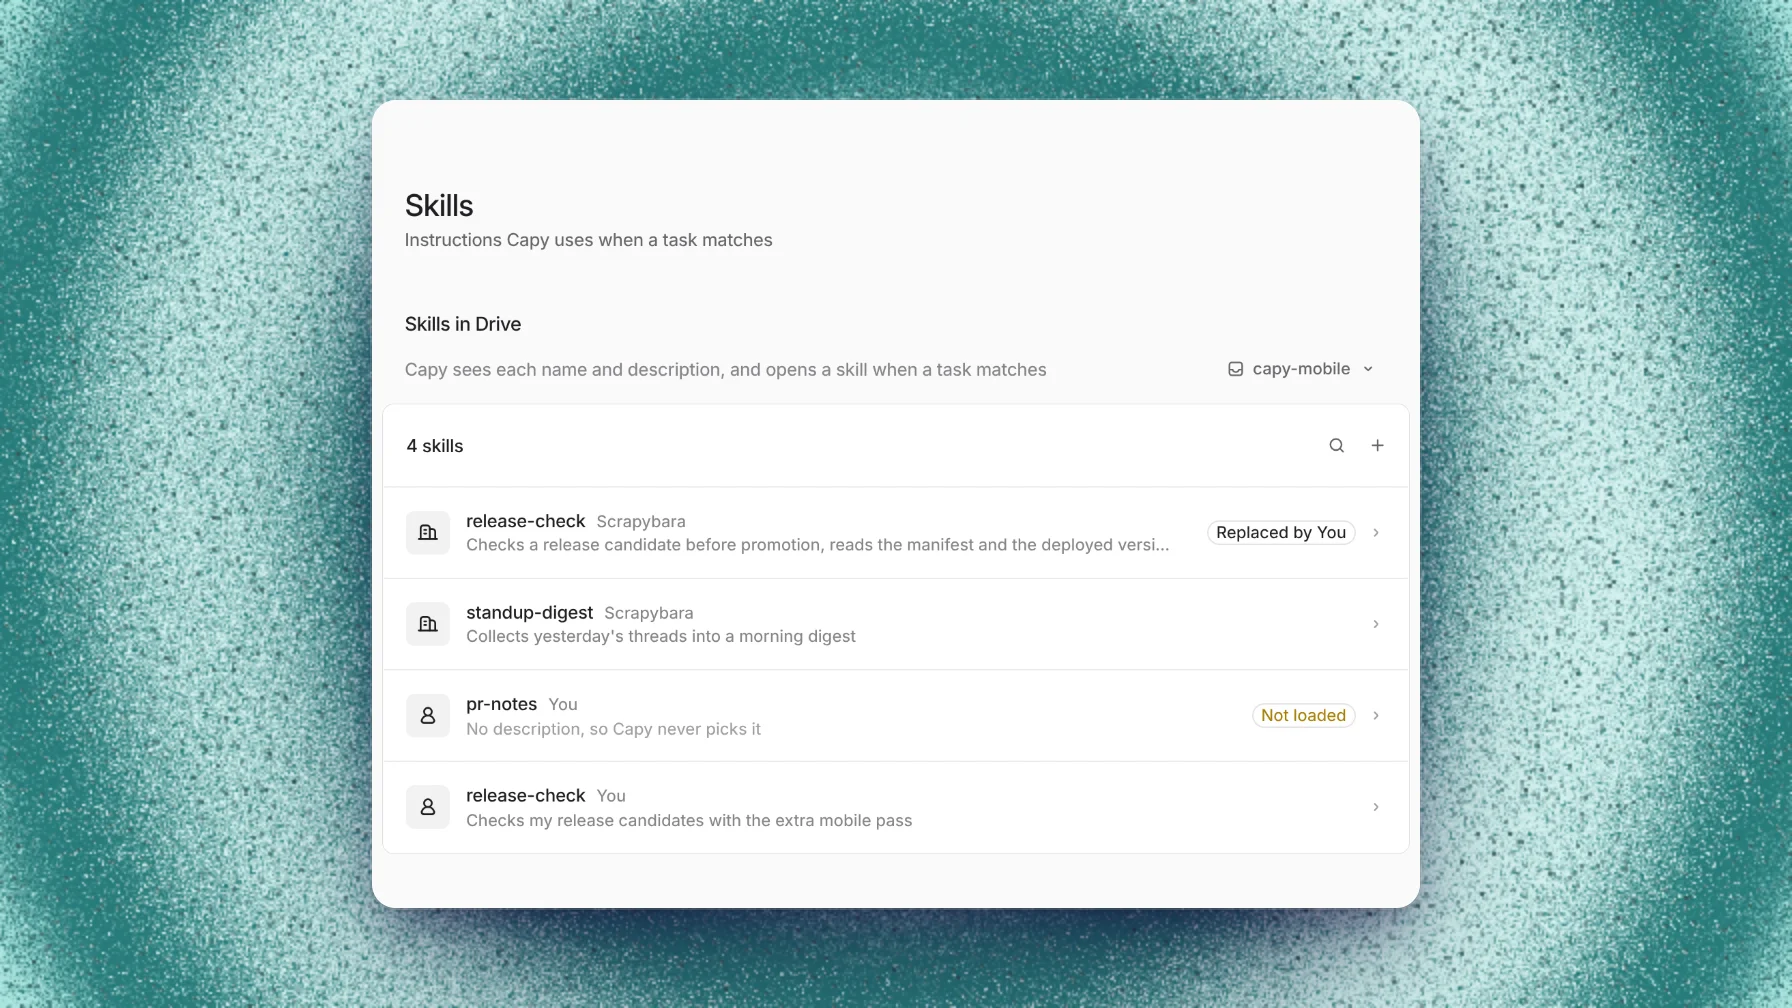 Skills
Instructions Capy uses when a task matches
Skills in Drive
Capy sees each name and description, and opens a skill when a task matches
capy-mobile
4 skills
release-check Scrapybara
Checks a release candidate before promotion, reads the manifest and the deployed versi...
Replaced by You
standup-digest Scrapybara
Collects yesterday's threads into a morning digest
pr-notes You
No description, so Capy never picks it
Not loaded
release-check You
Checks my release candidates with the extra mobile pass